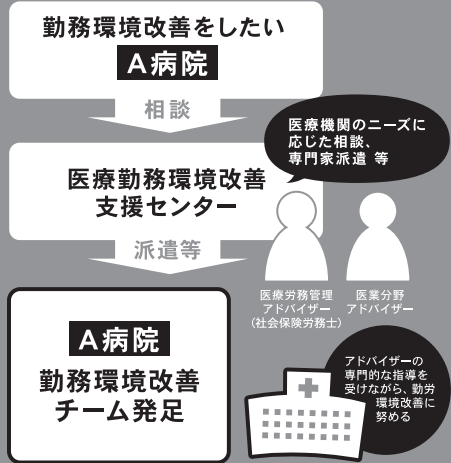 勤務環境改善をしたい
A病院
相談
医療機関のニーズに
応じた相談、
専門家派遣 等
医療勤務環境改善
支援センター
派遣等
医療労務管理
アドバイザー
(社会保険労務士)
医業分野
アドバイザー
A病院
勤務環境改善
チーム発足
アドバイザーの
専門的な指導を
受けながら、勤労
環境改善に
努める